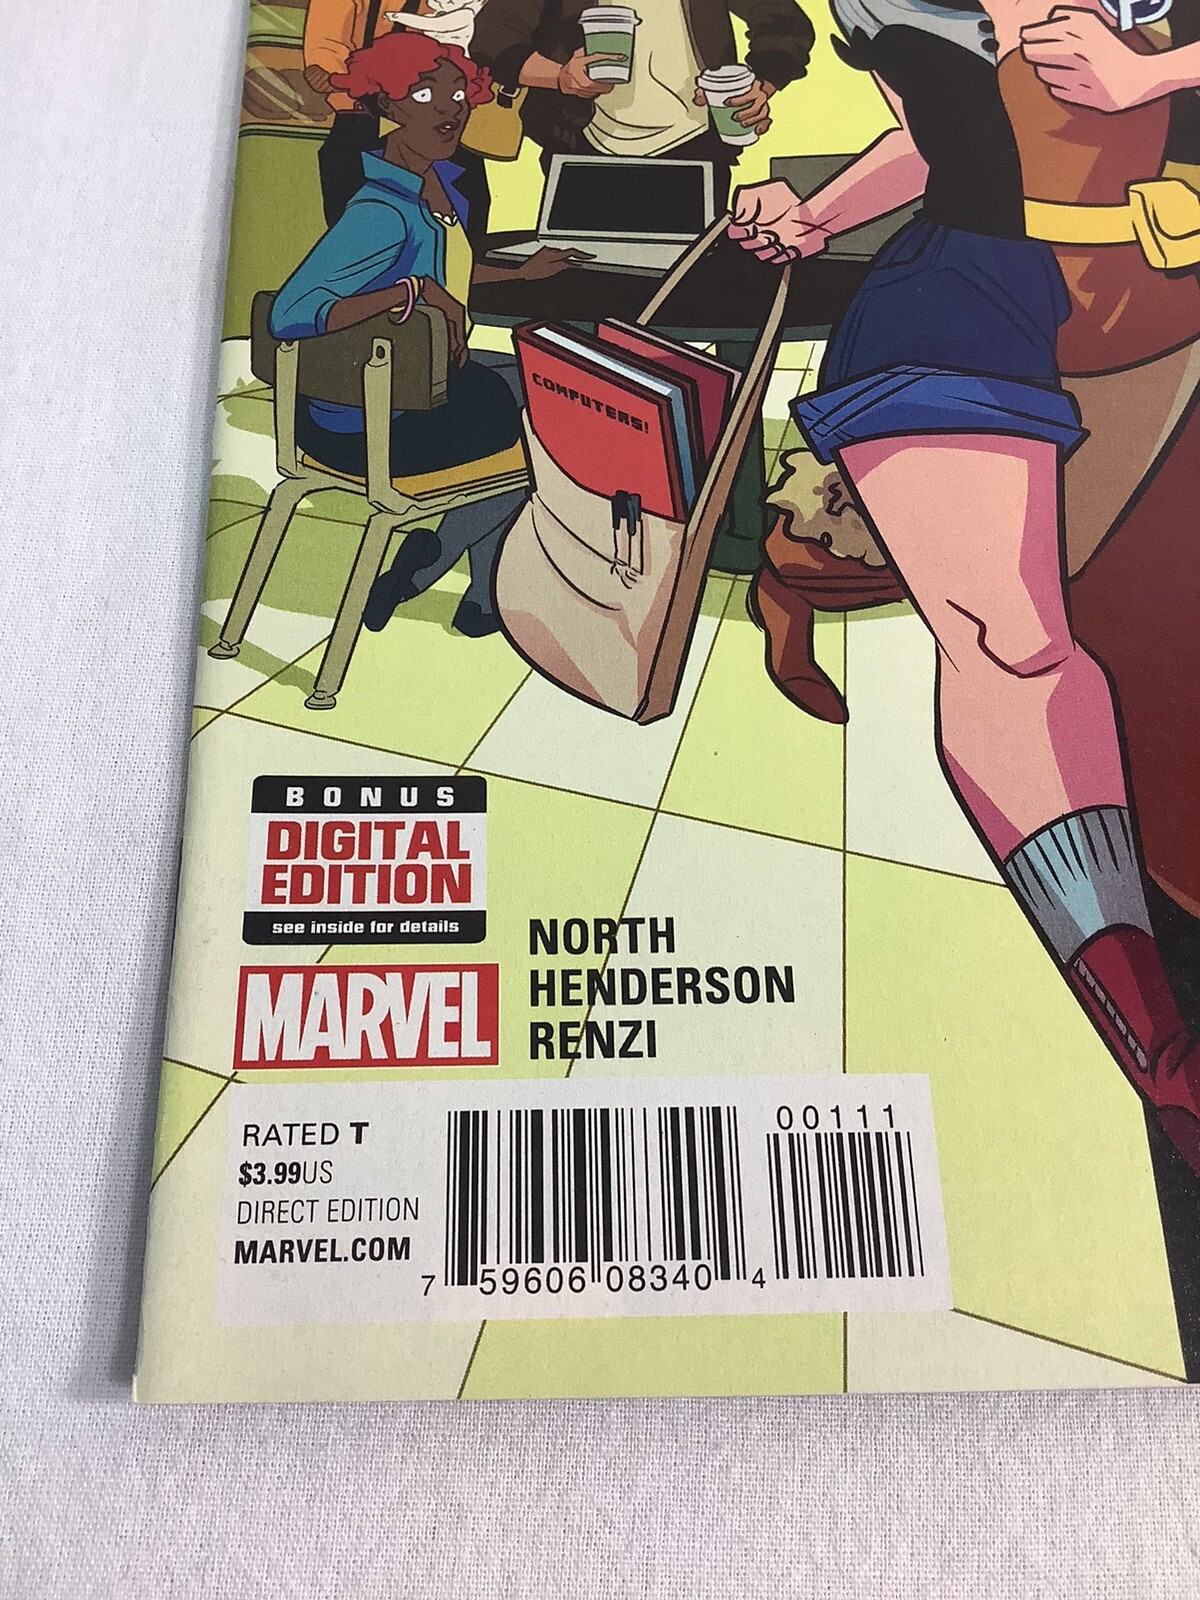 COMPUTERS!
BONUS
DIGITAL
EDITION
see inside for details
MARVEL
NORTH
HENDERSON
RENZI
RATED T
$3.99US
DIRECT EDITION
MARVEL.COM
00111
7 59606 08340 4